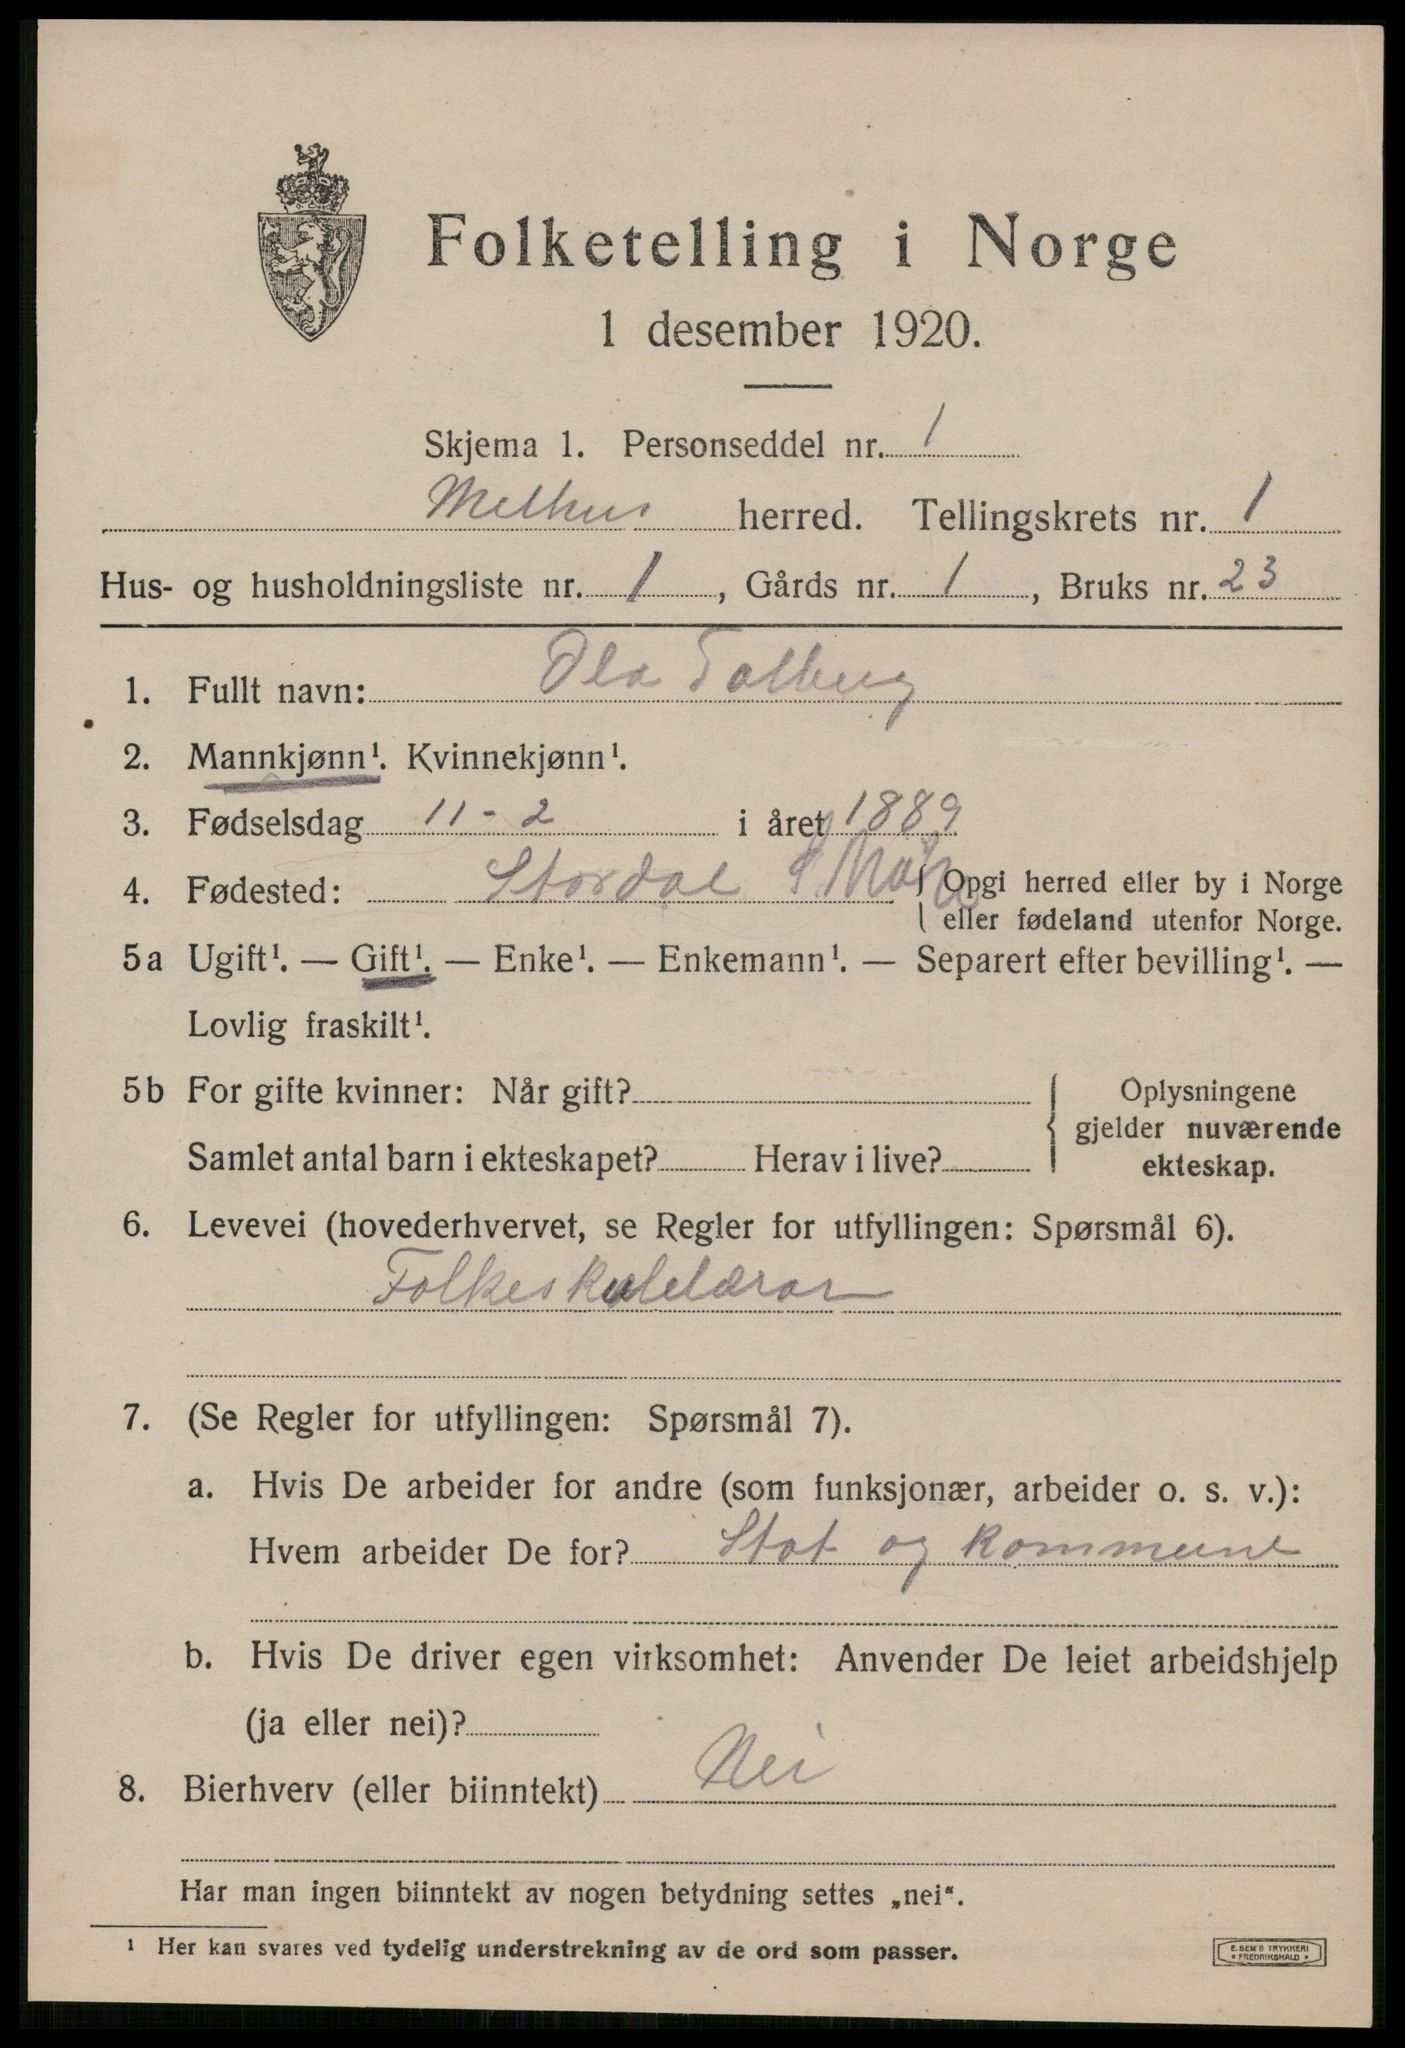 Folketelling i Norge
1 desember 1920.
Skjema 1. Personseddel nr. 1
Melhus herred. Tellingskrets nr. 1
Hus- og husholdningsliste nr. 1, Gårds nr. 1, Bruks nr. 23
1. Fullt navn: Ola Talberg
2. Mannkjønn¹. Kvinnekjønn¹.
3. Fødselsdag 11-2 i året 1889
4. Fødested: Stordal S Møre { Opgi herred eller by i Norge
eller fødeland utenfor Norge.
5a Ugift¹. — Gift¹. — Enke¹. — Enkemann¹. — Separert efter bevilling¹. —
Lovlig fraskilt¹.
5b For gifte kvinner: Når gift? { Oplysningene
gjelder nuværende
Samlet antal barn i ekteskapet? Herav i live? ekteskap.
6. Levevei (hovederhvervet, se Regler for utfyllingen: Spørsmål 6).
Folkeskulelærar
7. (Se Regler for utfyllingen: Spørsmål 7).
a. Hvis De arbeider for andre (som funksjonær, arbeider o. s. v.):
Hvem arbeider De for? Stat og kommune
b. Hvis De driver egen virksomhet: Anvender De leiet arbeidshjelp
(ja eller nei)?
8. Bierhverv (eller biinntekt) Nei
Har man ingen biinntekt av nogen betydning settes „nei“.
¹ Her kan svares ved tydelig understrekning av de ord som passer.
E. SEM'S TRYKKERI
FREDRIKSHALD